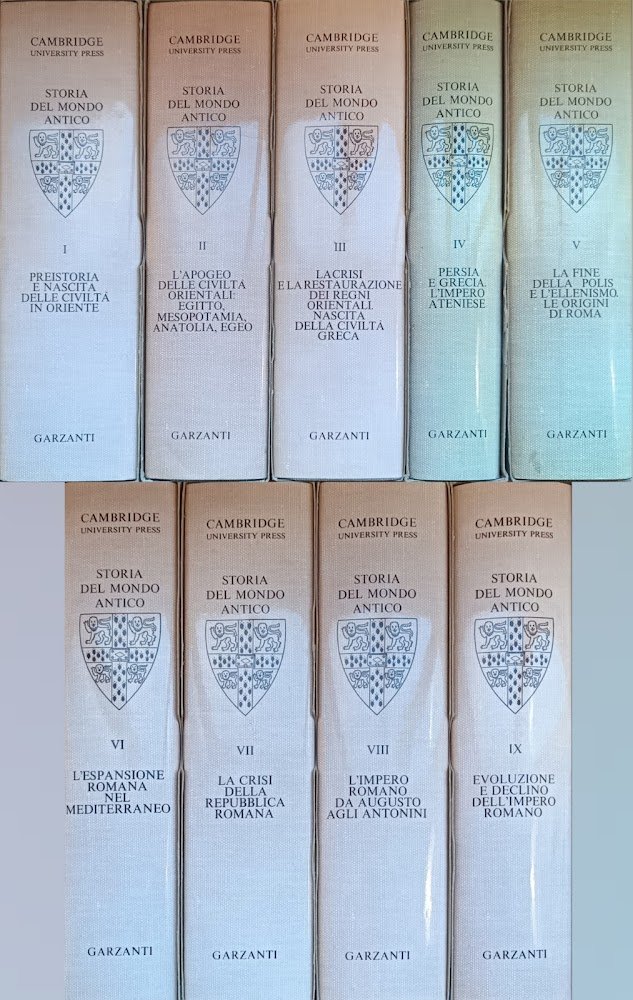 CAMBRIDGE
UNIVERSITY PRESS
STORIA
DEL MONDO
ANTICO
I
PREISTORIA
E NASCITA
DELLE CIVILTÁ
IN ORIENTE
GARZANTI
CAMBRIDGE
UNIVERSITY PRESS
STORIA
DEL MONDO
ANTICO
II
L'APOGEO
DELLE CIVILTÁ
ORIENTALI:
EGITTO,
MESOPOTAMIA,
ANATOLIA, EGEO
GARZANTI
CAMBRIDGE
UNIVERSITY PRESS
STORIA
DEL MONDO
ANTICO
III
LA CRISI
E LA RESTAURAZIONE
DEI REGNI
ORIENTALI.
NASCITA
DELLA CIVILTÁ
GRECA
GARZANTI
CAMBRIDGE
UNIVERSITY PRESS
STORIA
DEL MONDO
ANTICO
IV
PERSIA
E GRECIA.
L'IMPERO
ATENIESE
GARZANTI
CAMBRIDGE
UNIVERSITY PRESS
STORIA
DEL MONDO
ANTICO
V
LA FINE
DELLA POLIS
E L'ELLENISMO.
LE ORIGINI
DI ROMA
GARZANTI
CAMBRIDGE
UNIVERSITY PRESS
STORIA
DEL MONDO
ANTICO
VI
L'ESPANSIONE
ROMANA
NEL
MEDITERRANEO
GARZANTI
CAMBRIDGE
UNIVERSITY PRESS
STORIA
DEL MONDO
ANTICO
VII
LA CRISI
DELLA
REPUBBLICA
ROMANA
GARZANTI
CAMBRIDGE
UNIVERSITY PRESS
STORIA
DEL MONDO
ANTICO
VIII
L'IMPERO
ROMANO
DA AUGUSTO
AGLI ANTONINI
GARZANTI
CAMBRIDGE
UNIVERSITY PRESS
STORIA
DEL MONDO
ANTICO
IX
EVOLUZIONE
E DECLINO
DELL'IMPERO
ROMANO
GARZANTI